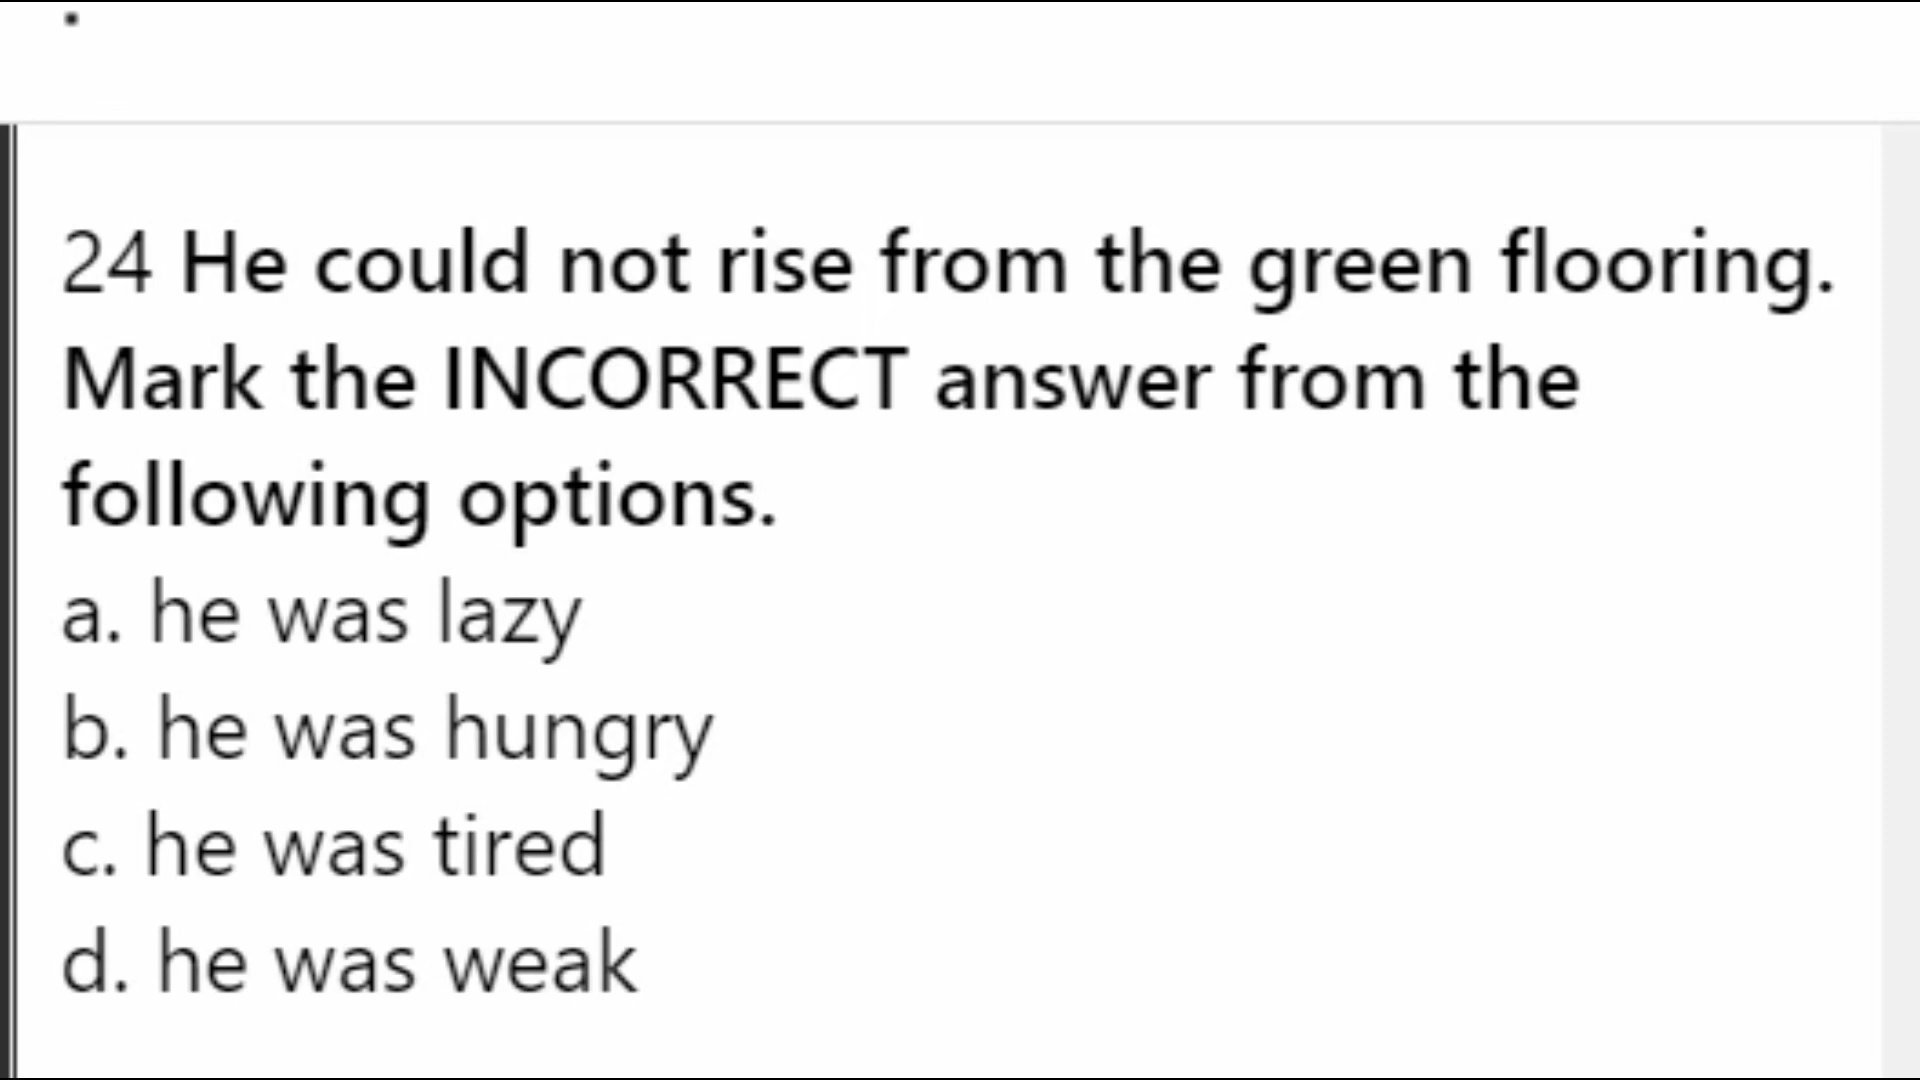 24 He could not rise from the green flooring.
Mark the INCORRECT answer from the
following options.
a. he was lazy
b. he was hungry
c. he was tired
d. he was weak